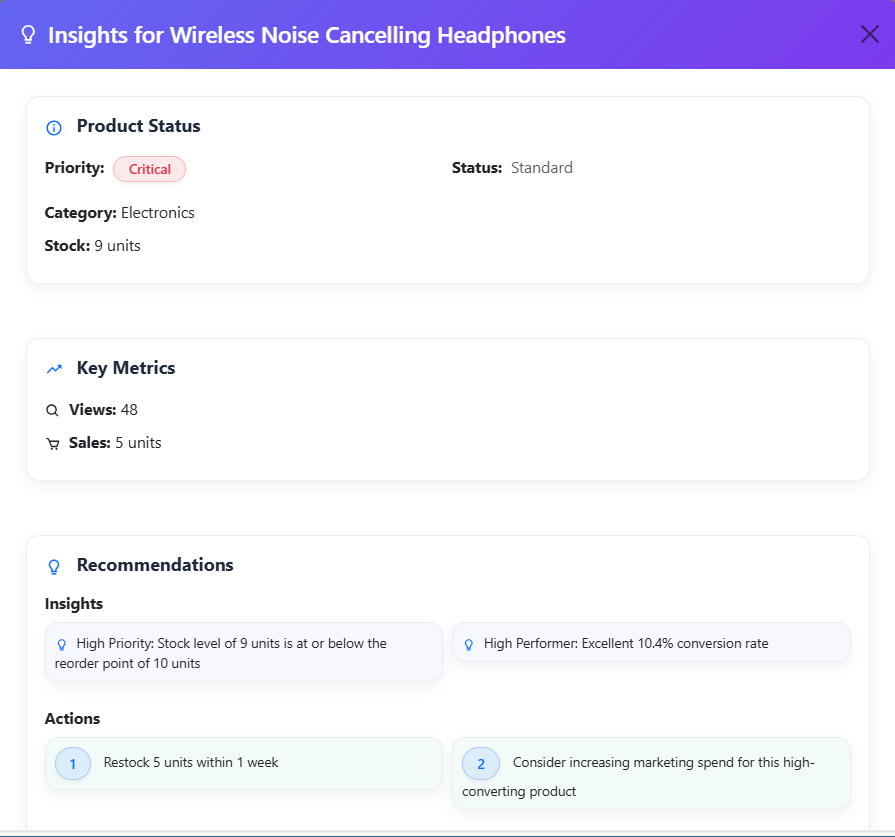 Insights for Wireless Noise Cancelling Headphones
Product Status
Priority: Critical
Status: Standard
Category: Electronics
Stock: 9 units
Key Metrics
Views: 48
Sales: 5 units
Recommendations
Insights
High Priority: Stock level of 9 units is at or below the
reorder point of 10 units
High Performer: Excellent 10.4% conversion rate
Actions
1 Restock 5 units within 1 week
2 Consider increasing marketing spend for this high-
converting product